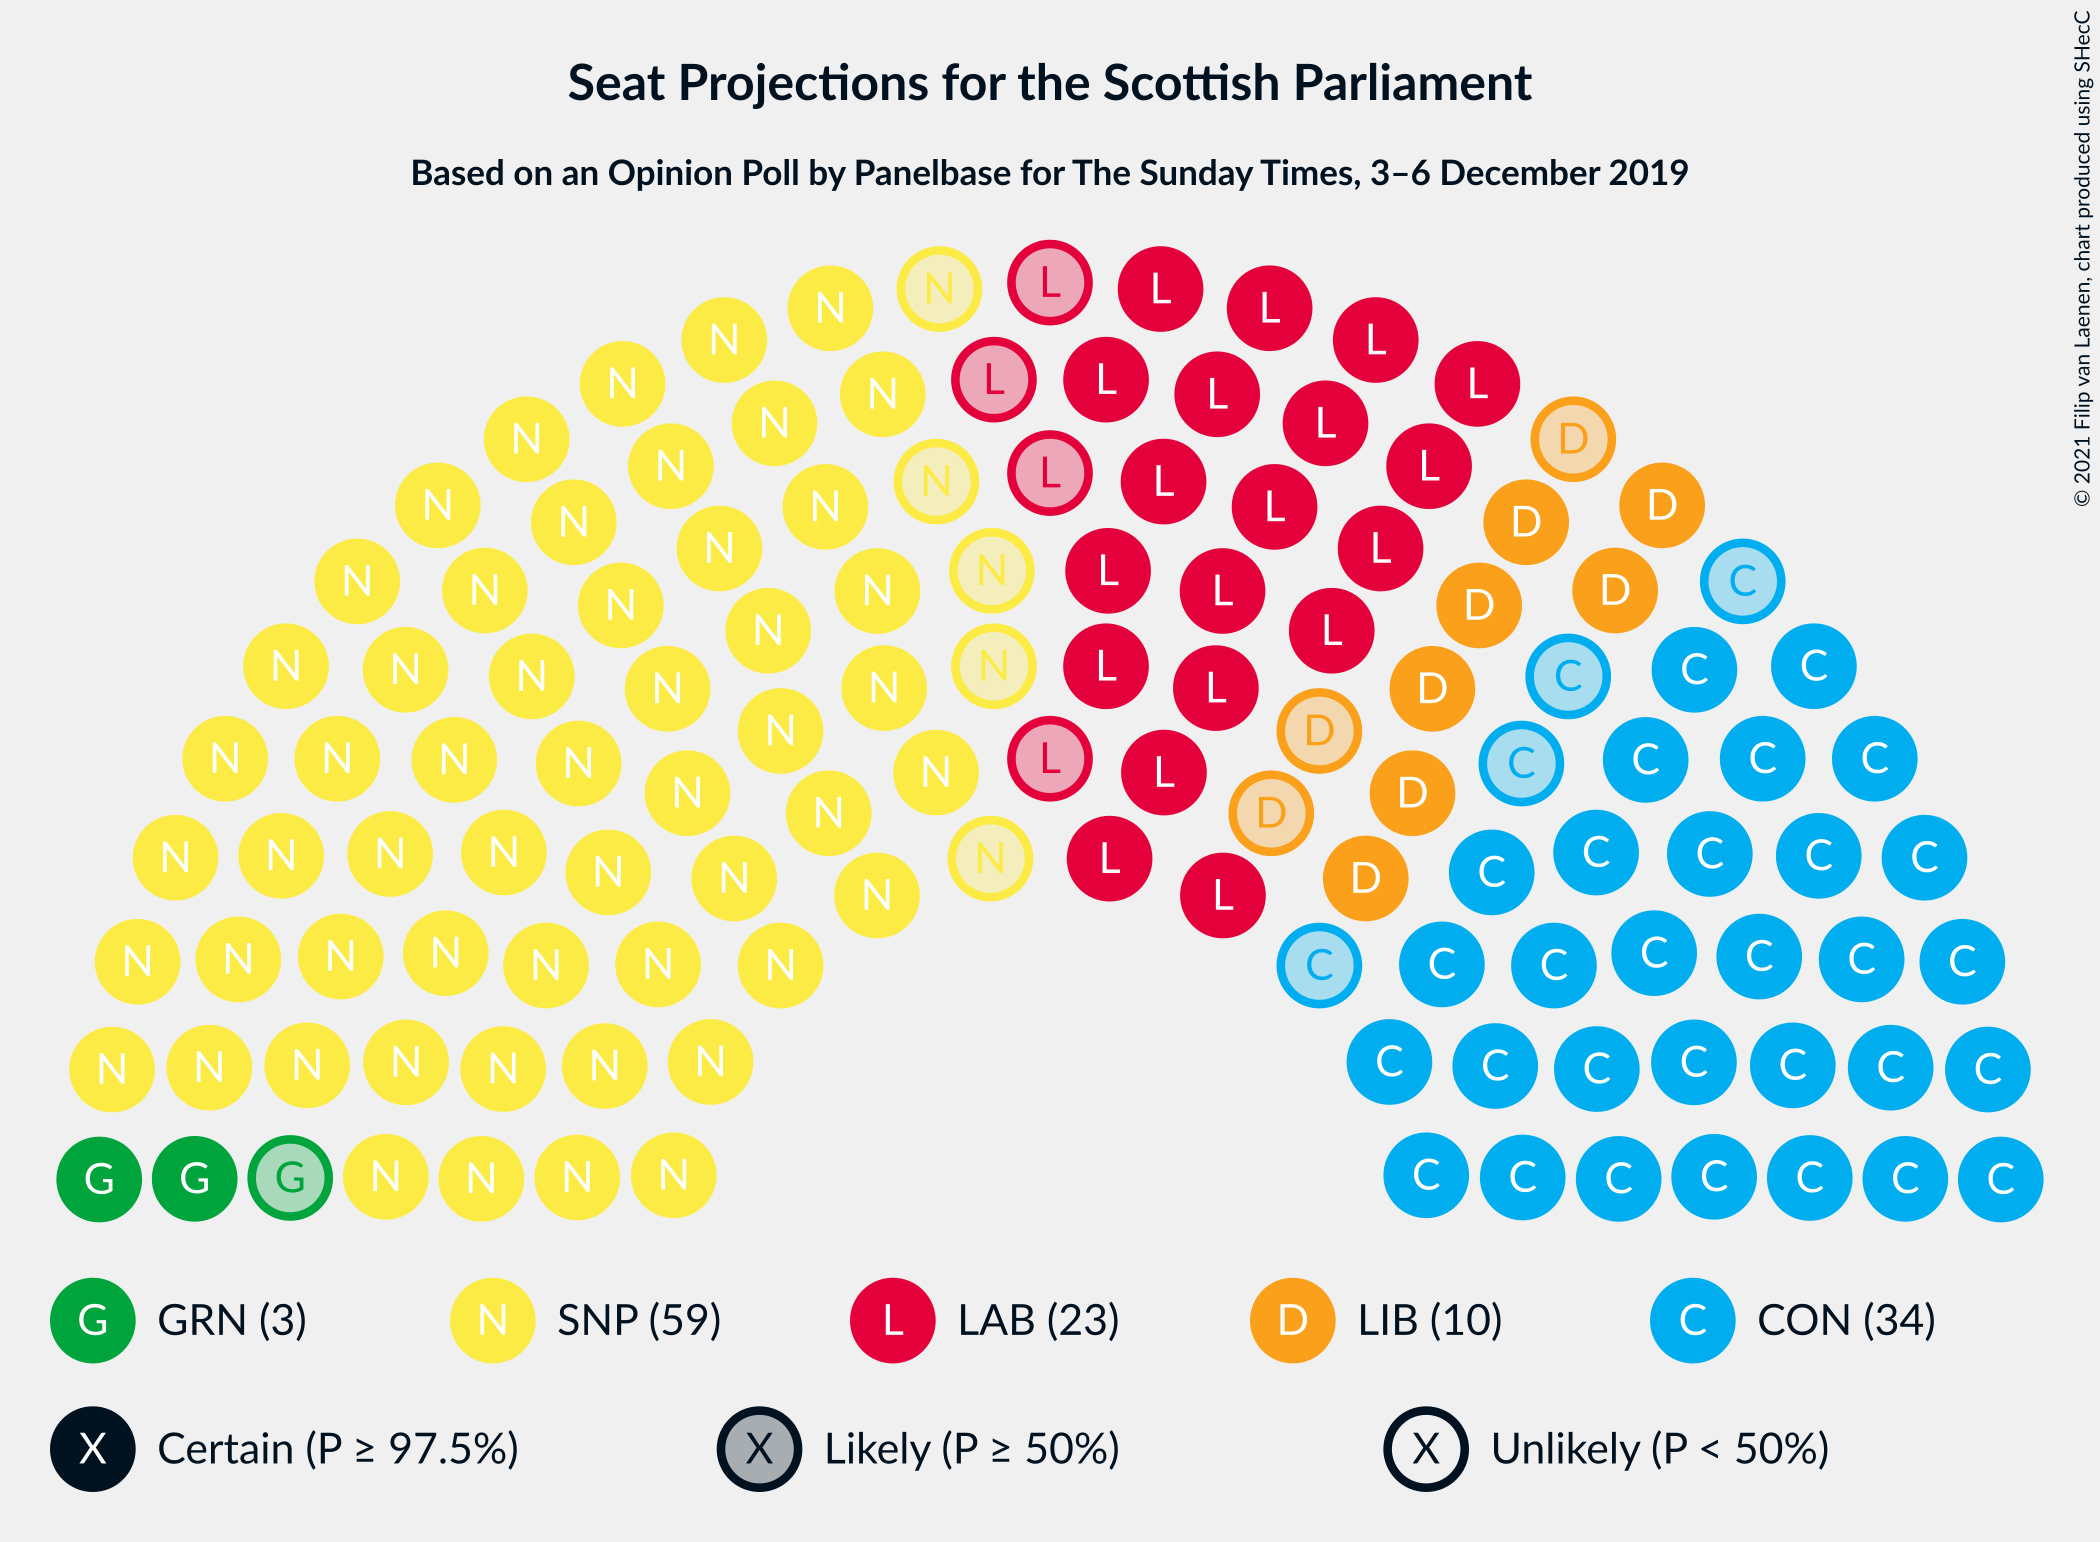 Seat Projections for the Scottish Parliament
Based on an Opinion Poll by Panelbase for The Sunday Times, 3–6 December 2019
© 2021 Filip van Laenen, chart produced using SHecC
N L L
N L
N L
N L
N L
N L L
N L
N D
N L
N N L L
N D
N L
N D
N L
N L
N C
N N L
N D
N L
N L
N C
N N L
N D
N L
N D
N C
N C
N C
N N D
N L
N L
N C
N C
N C
N N D
N C
N C
N C
N N L
N C
N C
N C
N N D
N L
N C
N C
N C
N N C
N C
N C
N C
N N C
N C
N C
N C
G G G N N N N C C C C C C C
G GRN (3)
N SNP (59)
L LAB (23)
D LIB (10)
C CON (34)
X Certain (P ≥ 97.5%)
X Likely (P ≥ 50%)
X Unlikely (P < 50%)